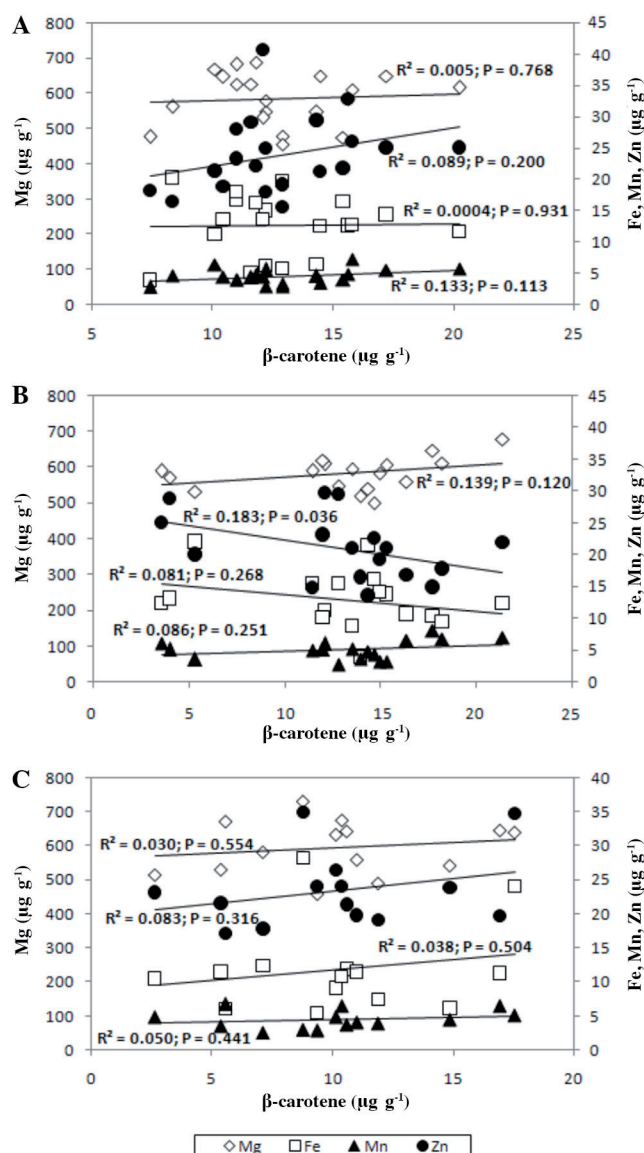 A
800
700
600
500
400
300
200
100
0
Mg (µg g⁻¹)
45
40
35
30
25
20
15
10
5
0
Fe, Mn, Zn (µg g⁻¹)
R² = 0.005; P = 0.768
R² = 0.089; P = 0.200
R² = 0.0004; P = 0.931
R² = 0.133; P = 0.113
5 10 15 20 25
β-carotene (µg g⁻¹)
B
800
700
600
500
400
300
200
100
0
Mg (µg g⁻¹)
45
40
35
30
25
20
15
10
5
0
Fe, Mn, Zn (µg g⁻¹)
R² = 0.139; P = 0.120
R² = 0.183; P = 0.036
R² = 0.081; P = 0.268
R² = 0.086; P = 0.251
0 5 10 15 20 25
β-carotene (µg g⁻¹)
C
800
700
600
500
400
300
200
100
0
Mg (µg g⁻¹)
40
35
30
25
20
15
10
5
0
Fe, Mn, Zn (µg g⁻¹)
R² = 0.030; P = 0.554
R² = 0.083; P = 0.316
R² = 0.038; P = 0.504
R² = 0.050; P = 0.441
0 5 10 15 20
β-carotene (µg g⁻¹)
Mg Fe Mn Zn